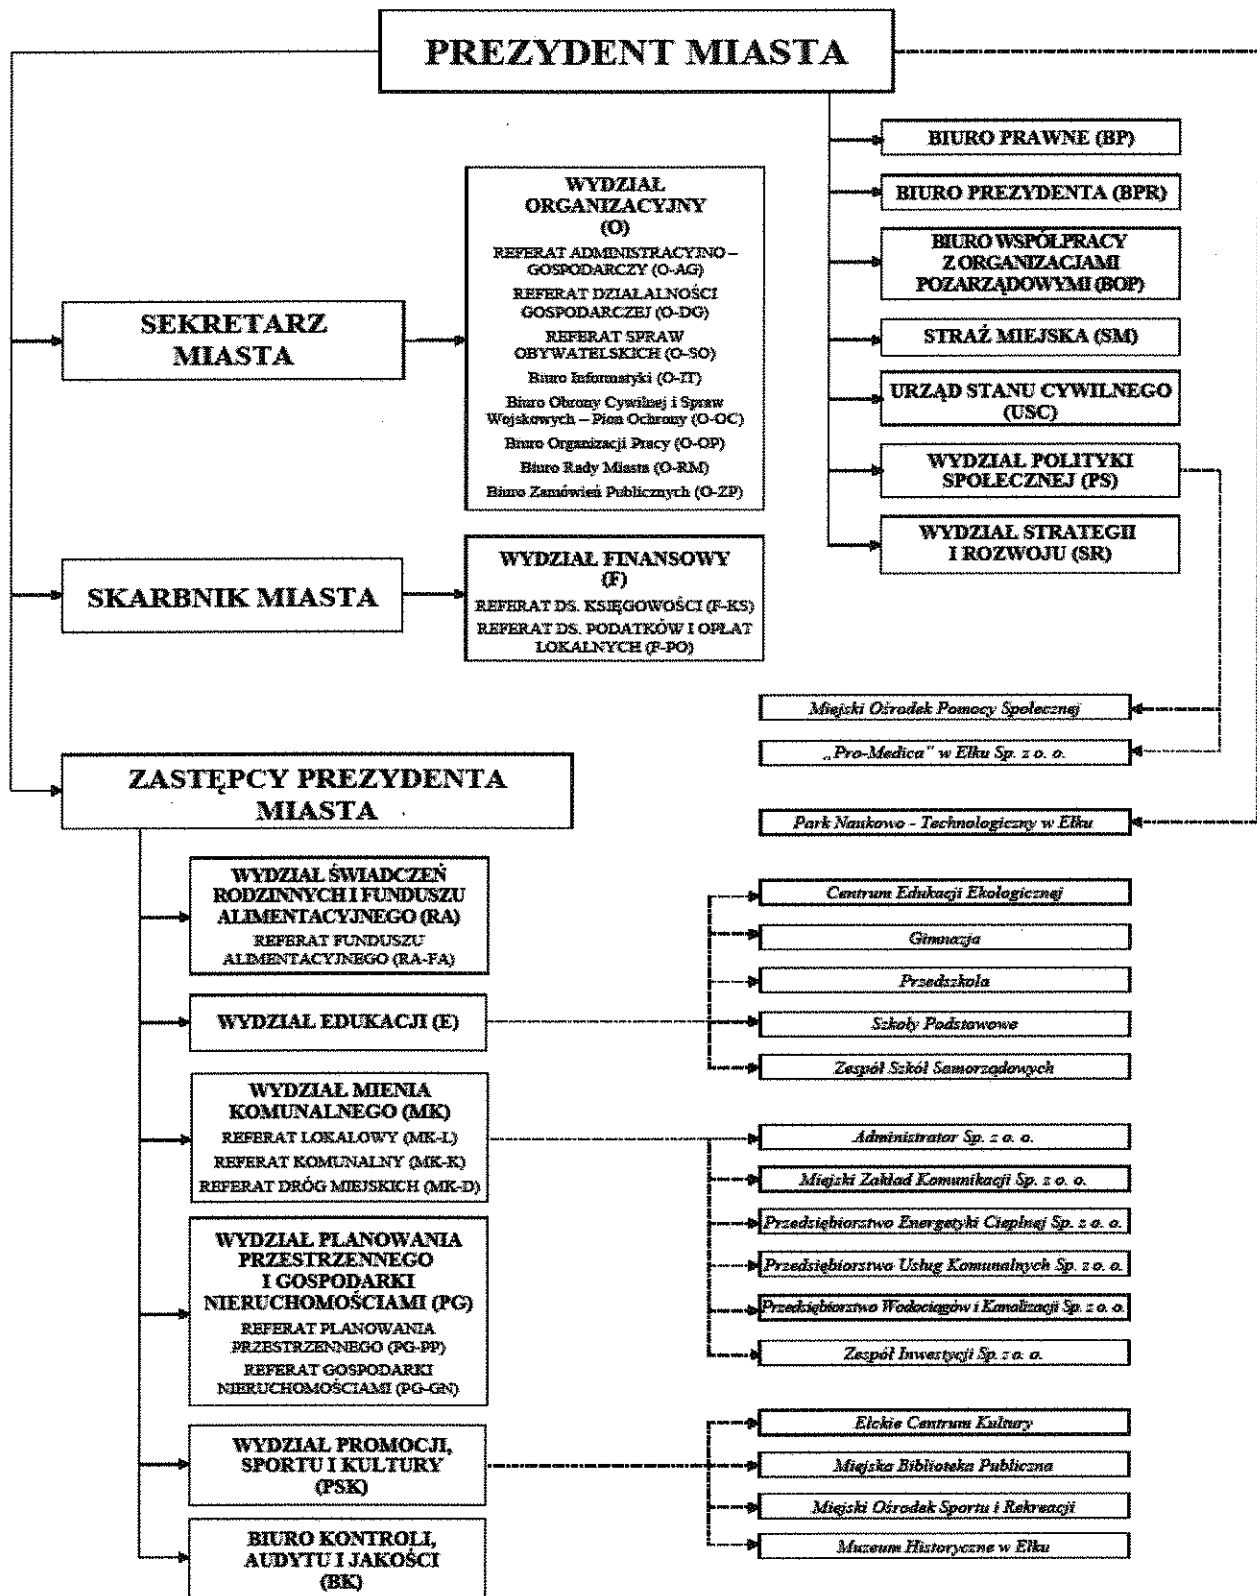 PREZYDENT MIASTA
BIURO PRAWNE (BP)
BIURO PREZYDENTA (BPR)
BIURO WSPÓŁPRACY
Z ORGANIZACJAMI
POZARZĄDOWYMI (BOP)
STRAŻ MIEJSKA (SM)
URZĄD STANU CYWILNEGO
(USC)
WYDZIAŁ POLITYKI
SPOŁECZNEJ (PS)
WYDZIAŁ STRATEGII
I ROZWOJU (SR)
SEKRETARZ
MIASTA
WYDZIAŁ
ORGANIZACYJNY
(O)
REFERAT ADMINISTRACYJNO –
GOSPODARCZY (O-AG)
REFERAT DZIAŁALNOŚCI
GOSPODARCZEJ (O-DG)
REFERAT SPRAW
OBYWATELSKICH (O-SO)
Biuro Informatyki (O-IT)
Biuro Obrony Cywilnej i Spraw
Wojskowych – Pion Ochrony (O-OC)
Biuro Organizacji Pracy (O-OP)
Biuro Rady Miasta (O-RM)
Biuro Zamówień Publicznych (O-ZP)
SKARBNIK MIASTA
WYDZIAŁ FINANSOWY
(F)
REFERAT DS. KSIĘGOWOŚCI (F-KS)
REFERAT DS. PODATKÓW I OPŁAT
LOKALNYCH (F-PO)
Miejski Ośrodek Pomocy Społecznej
„Pro-Medica" w Ełku Sp. z o. o.
Park Naukowo - Technologiczny w Ełku
ZASTĘPCY PREZYDENTA
MIASTA
WYDZIAŁ ŚWIADCZEŃ
RODZINNYCH I FUNDUSZU
ALIMENTACYJNEGO (RA)
REFERAT FUNDUSZU
ALIMENTACYJNEGO (RA-FA)
WYDZIAŁ EDUKACJI (E)
Centrum Edukacji Ekologicznej
Gimnazja
Przedszkola
Szkoły Podstawowe
Zespół Szkół Samorządowych
WYDZIAŁ MIENIA
KOMUNALNEGO (MK)
REFERAT LOKALOWY (MK-L)
REFERAT KOMUNALNY (MK-K)
REFERAT DRÓG MIEJSKICH (MK-D)
Administrator Sp. z o. o.
Miejski Zakład Komunikacji Sp. z o. o.
Przedsiębiorstwo Energetyki Cieplnej Sp. z o. o.
Przedsiębiorstwo Usług Komunalnych Sp. z o. o.
Przedsiębiorstwo Wodociągów i Kanalizacji Sp. z o. o.
Zespół Inwestycji Sp. z o. o.
WYDZIAŁ PLANOWANIA
PRZESTRZENNEGO
I GOSPODARKI
NIERUCHOMOŚCIAMI (PG)
REFERAT PLANOWANIA
PRZESTRZENNEGO (PG-PP)
REFERAT GOSPODARKI
NIERUCHOMOŚCIAMI (PG-GN)
WYDZIAŁ PROMOCJI,
SPORTU I KULTURY
(PSK)
Ełckie Centrum Kultury
Miejska Biblioteka Publiczna
Miejski Ośrodek Sportu i Rekreacji
Muzeum Historyczne w Ełku
BIURO KONTROLI,
AUDYTU I JAKOŚCI
(BK)